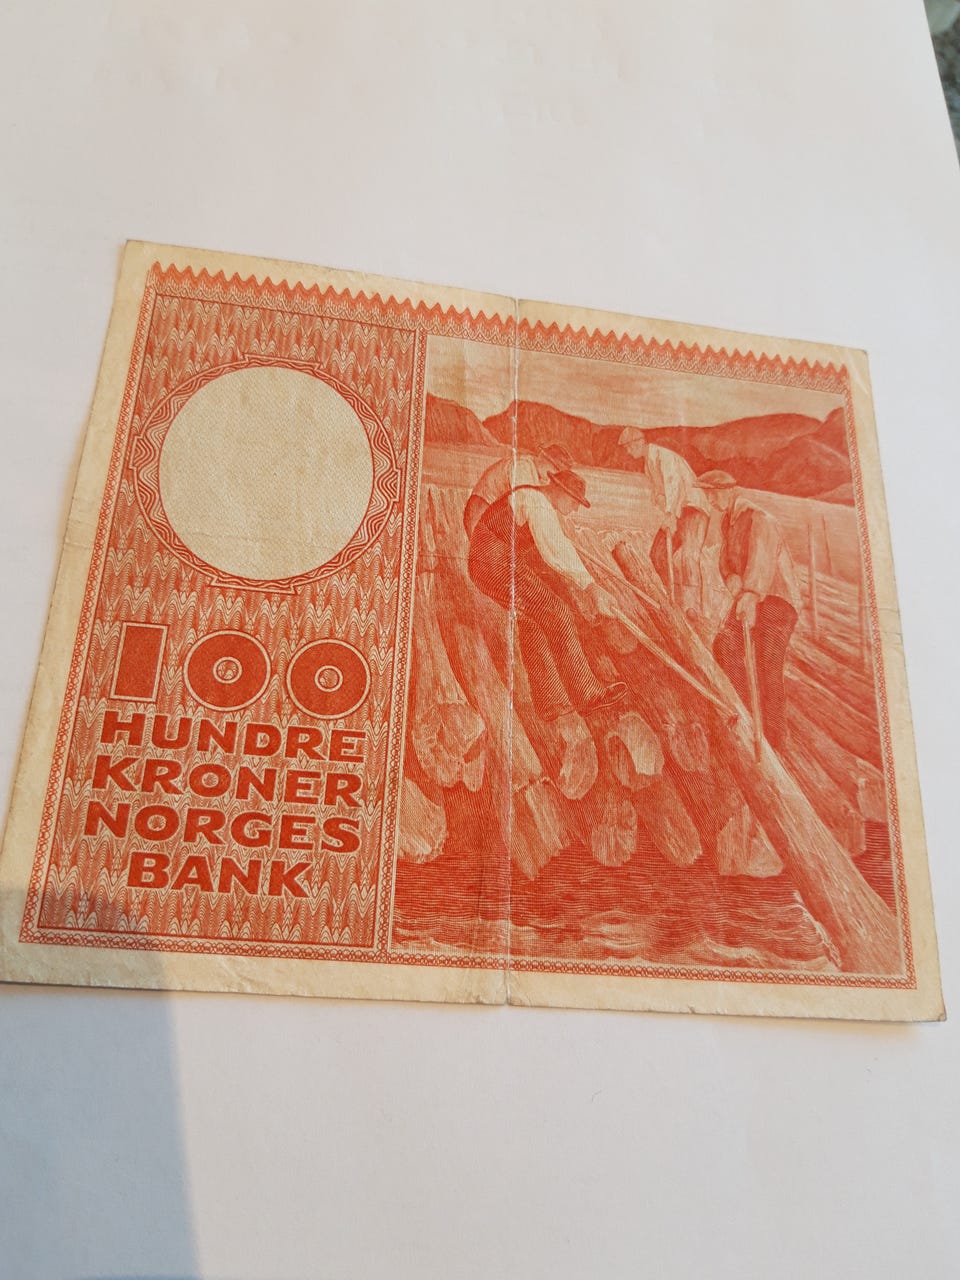 100
HUNDRE
KRONER
NORGES
BANK